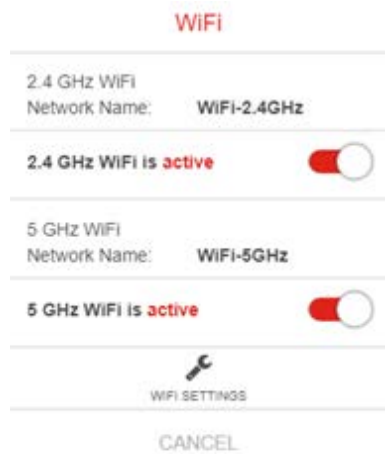 WiFi
2.4 GHz WiFi
Network Name: WiFi-2.4GHz
2.4 GHz WiFi is active
5 GHz WiFi
Network Name: WiFi-5GHz
5 GHz WiFi is active
WIFI SETTINGS
CANCEL